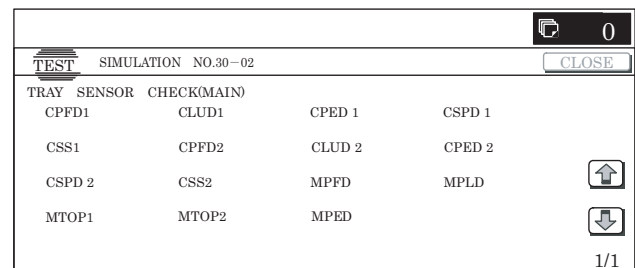 0
TEST SIMULATION NO.30-02 CLOSE
TRAY SENSOR CHECK(MAIN)
CPFD1 CLUD1 CPED 1 CSPD 1
CSS1 CPFD2 CLUD 2 CPED 2
CSPD 2 CSS2 MPFD MPLD
MTOP1 MTOP2 MPED
1/1